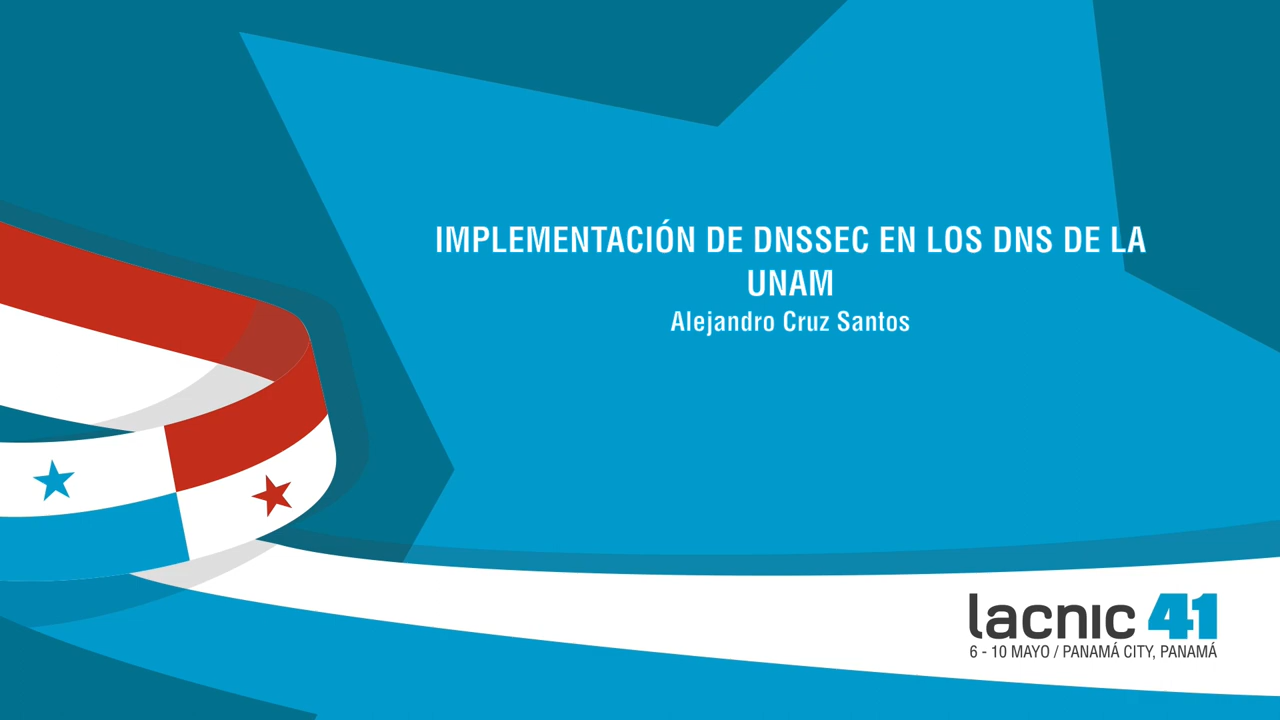 IMPLEMENTACIÓN DE DNSSEC EN LOS DNS DE LA
UNAM
Alejandro Cruz Santos
lacnic 41
6 - 10 MAYO / PANAMÁ CITY, PANAMÁ